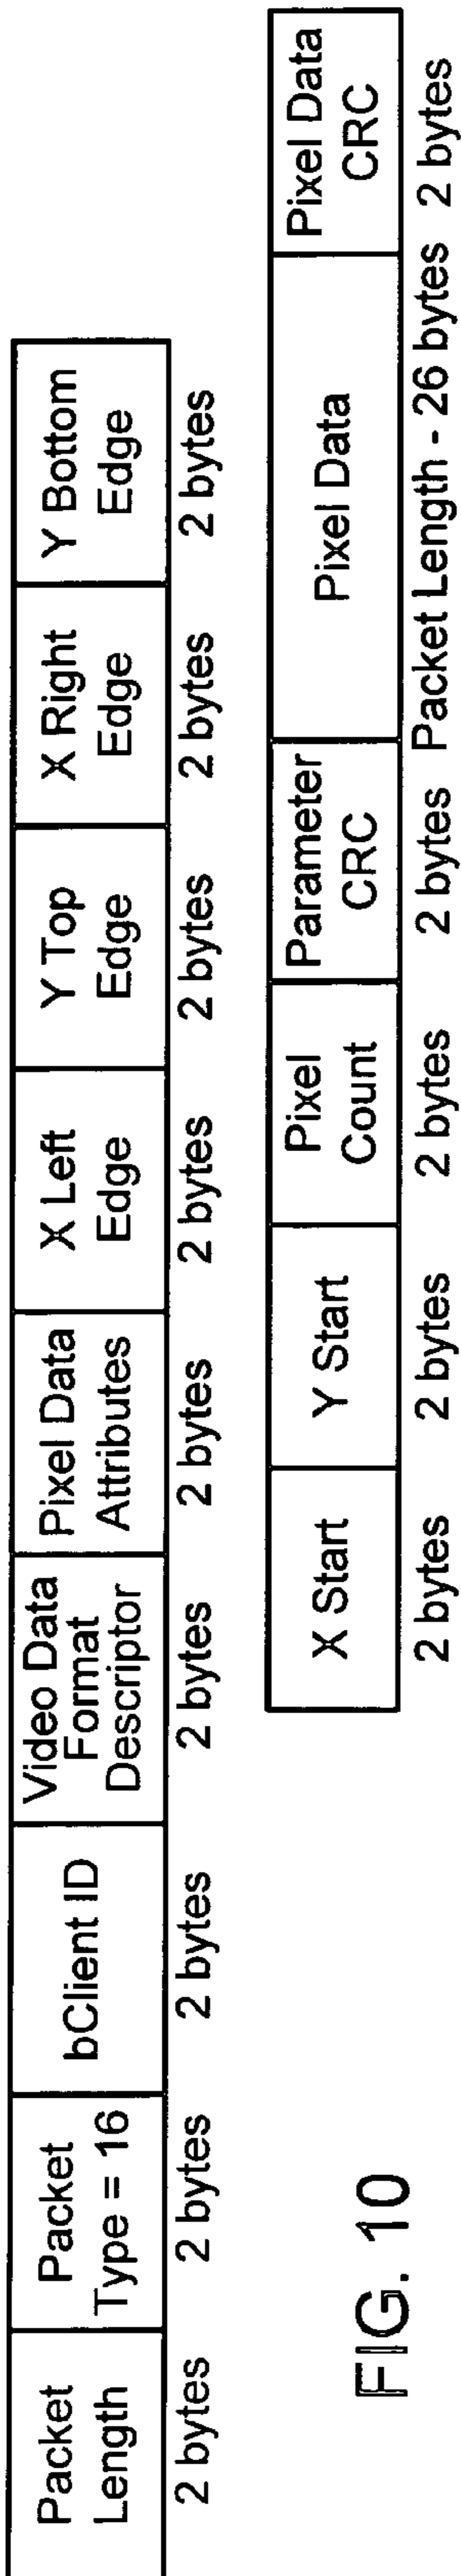 Packet
Length
2 bytes
Packet
Type = 16
2 bytes
bClient ID
2 bytes
Video Data
Format
Descriptor
2 bytes
Pixel Data
Attributes
2 bytes
X Left
Edge
2 bytes
Y Top
Edge
2 bytes
X Right
Edge
2 bytes
Y Bottom
Edge
2 bytes
X Start
2 bytes
Y Start
2 bytes
Pixel
Count
2 bytes
Parameter
CRC
2 bytes
Pixel Data
Packet Length - 26 bytes
Pixel Data
CRC
2 bytes
FIG. 10